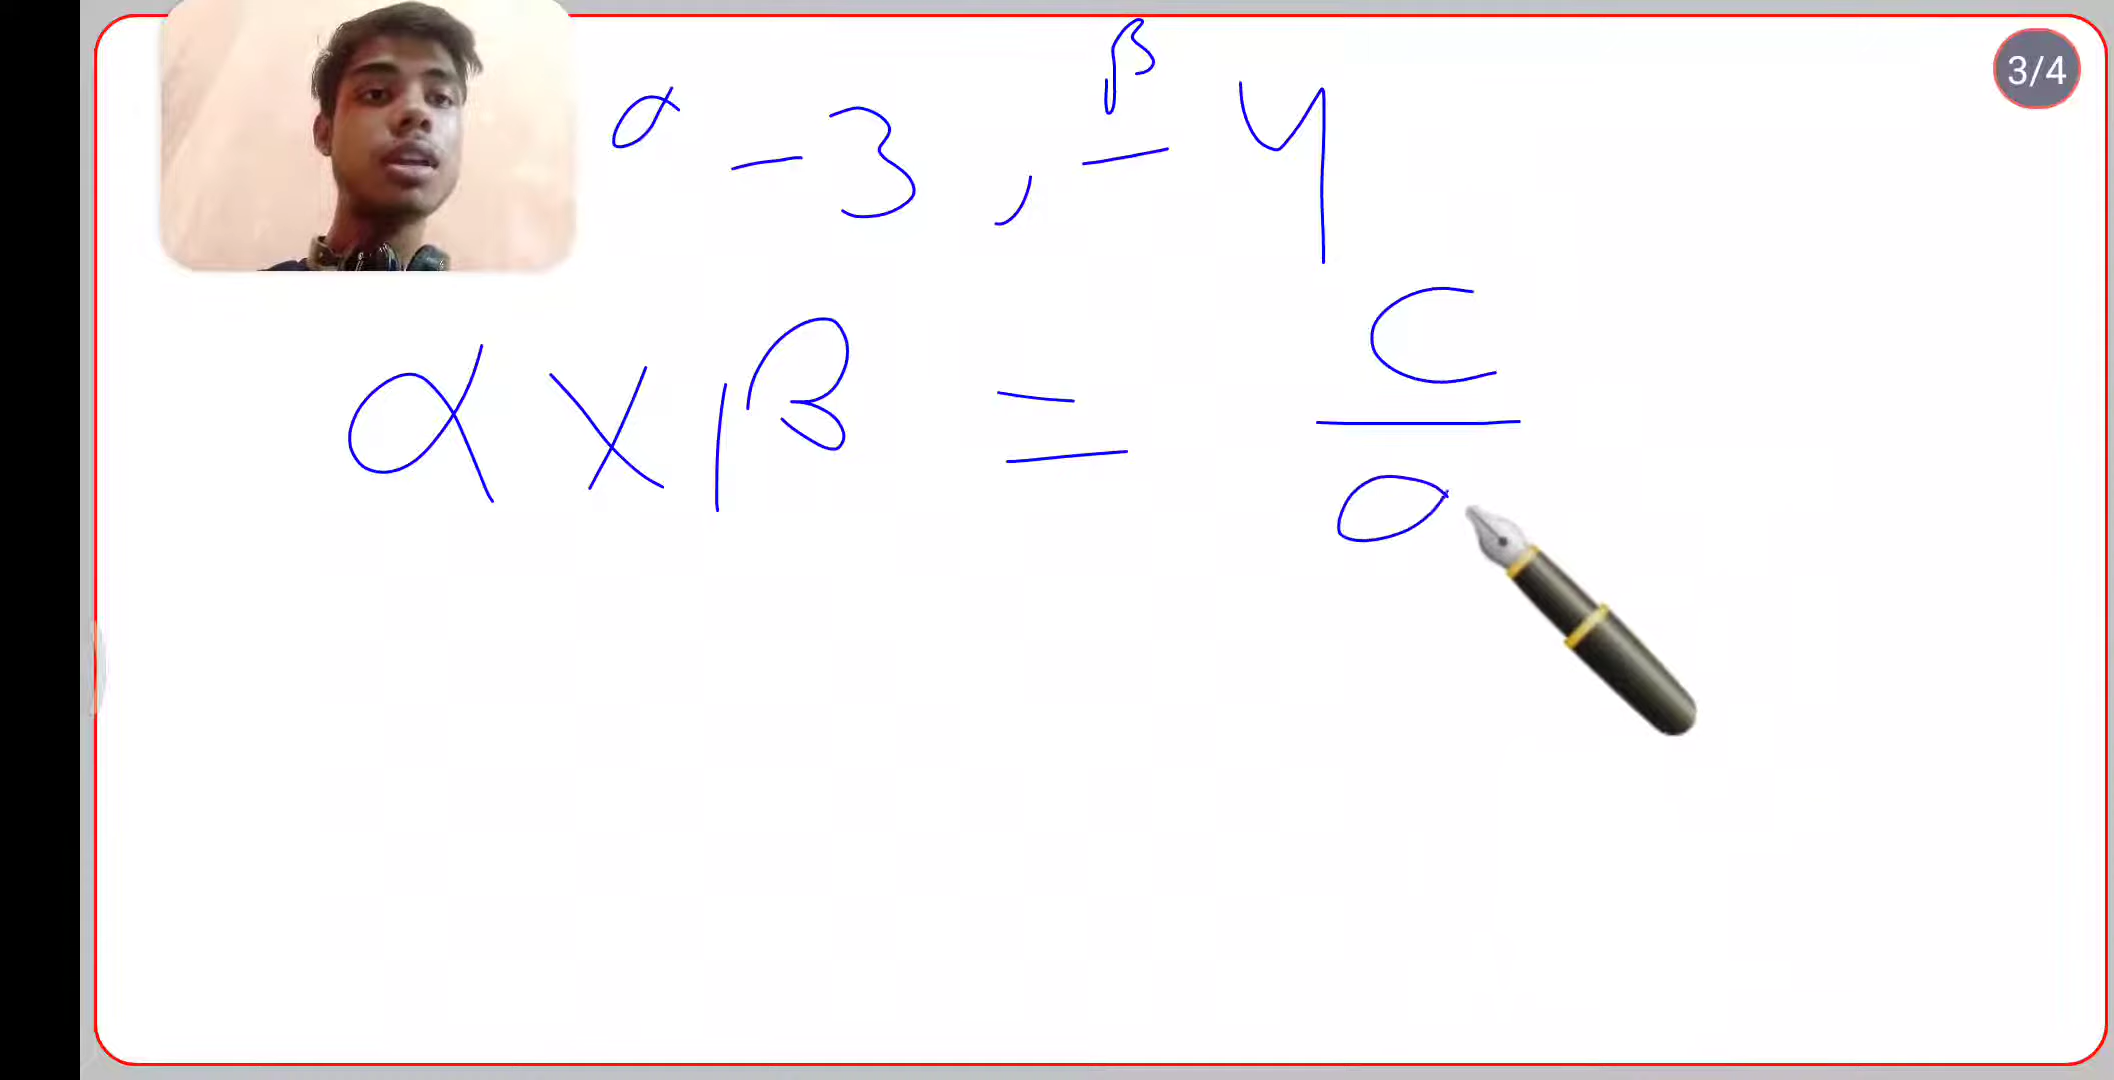 3/4
β
α -3 , -4
α × β = c
a